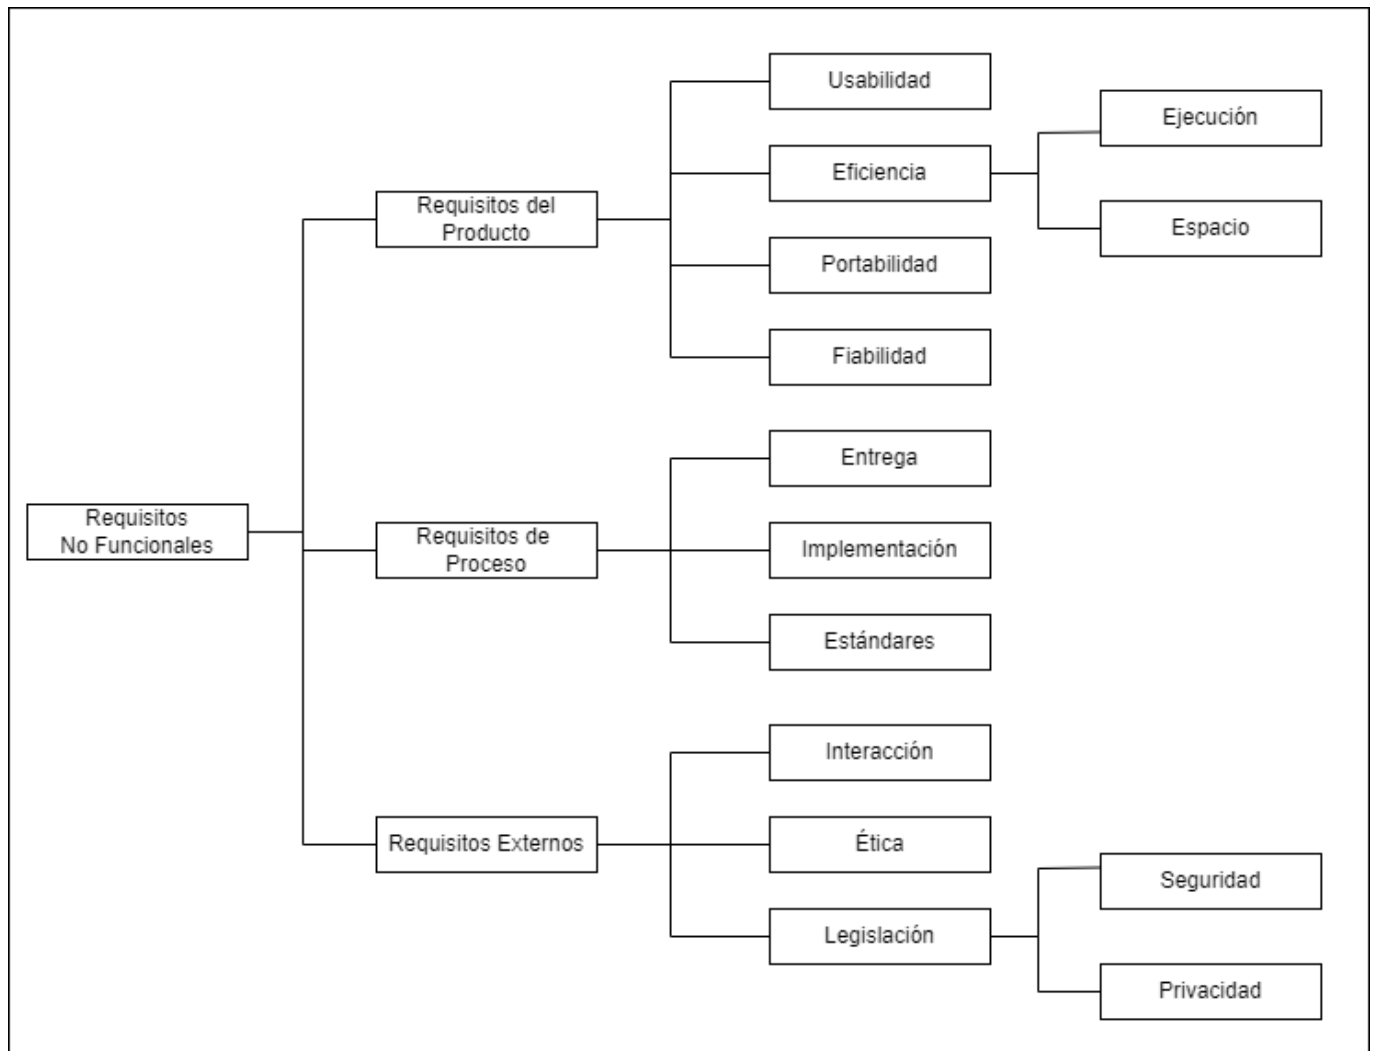 Requisitos
No Funcionales
Requisitos del
Producto
Usabilidad
Eficiencia
Ejecución
Espacio
Portabilidad
Fiabilidad
Requisitos de
Proceso
Entrega
Implementación
Estándares
Requisitos Externos
Interacción
Ética
Legislación
Seguridad
Privacidad